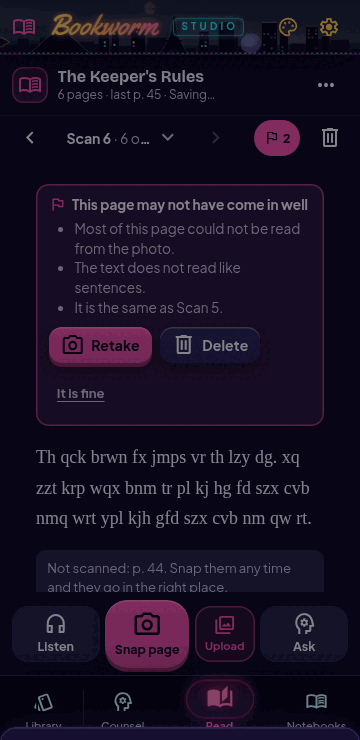 Bookworm STUDIO
The Keeper's Rules
6 pages · last p. 45 · Saving…
Scan 6 · 6 o…
2
This page may not have come in well
• Most of this page could not be read
from the photo.
• The text does not read like
sentences.
• It is the same as Scan 5.
Retake Delete
It is fine
Th qck brwn fx jmps vr th lzy dg. xq
zzt krp wqx bnm tr pl kj hg fd szx cvb
nmq wrt ypl kjh gfd szx cvb nm qw rt.
Not scanned: p. 44. Snap them any time
and they go in the right place.
Listen Snap page Upload Ask
Library Counsel Read Notebooks